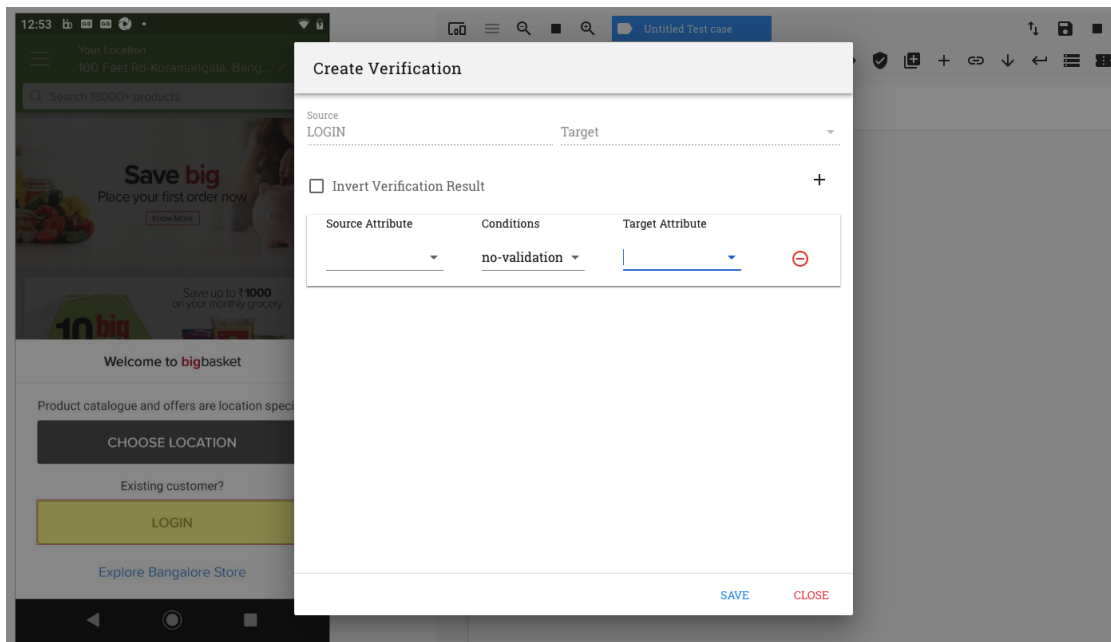 12:53
Your Location
100 Feet Rd-Koramangala, Bang...
Search 18000+ products
Save big
Place your first order now
Know More
Save up to ₹1000
on your monthly grocery
10 big
Welcome to bigbasket
Product catalogue and offers are location speci
CHOOSE LOCATION
Existing customer?
LOGIN
Explore Bangalore Store
Untitled Test case
Create Verification
Source
LOGIN
Target
Invert Verification Result
Source Attribute Conditions Target Attribute
no-validation
SAVE CLOSE